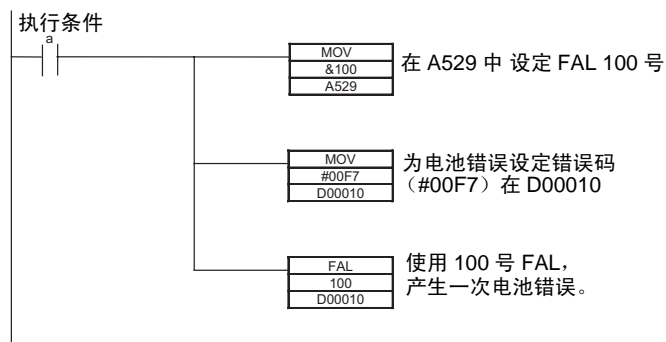 执行条件
a
MOV
&100
A529
在 A529 中 设定 FAL 100 号
MOV
#00F7
D00010
为电池错误设定错误码
（#00F7）在 D00010
FAL
100
D00010
使用 100 号 FAL，
产生一次电池错误。